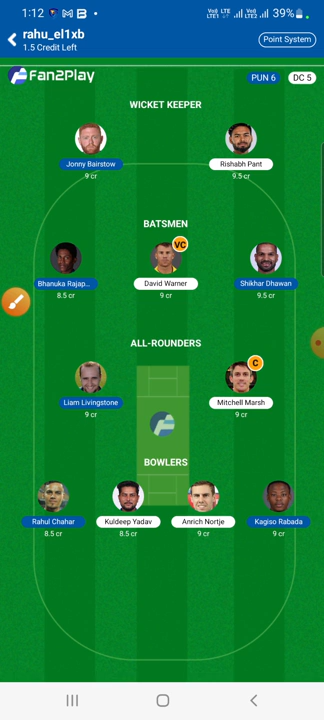 1:12 M B Vo) LTE LTE1 Vo) LTE2 39%
rahu_el1xb
1.5 Credit Left
Point System
Fan2Play
PUN 6 DC 5
WICKET KEEPER
Jonny Bairstow Rishabh Pant
9 cr 9.5 cr
BATSMEN
VC
Bhanuka Rajap... David Warner Shikhar Dhawan
8.5 cr 9 cr 9.5 cr
ALL-ROUNDERS
C
Liam Livingstone Mitchell Marsh
9 cr 9 cr
BOWLERS
Rahul Chahar Kuldeep Yadav Anrich Nortje Kagiso Rabada
8.5 cr 8.5 cr 9 cr 9 cr